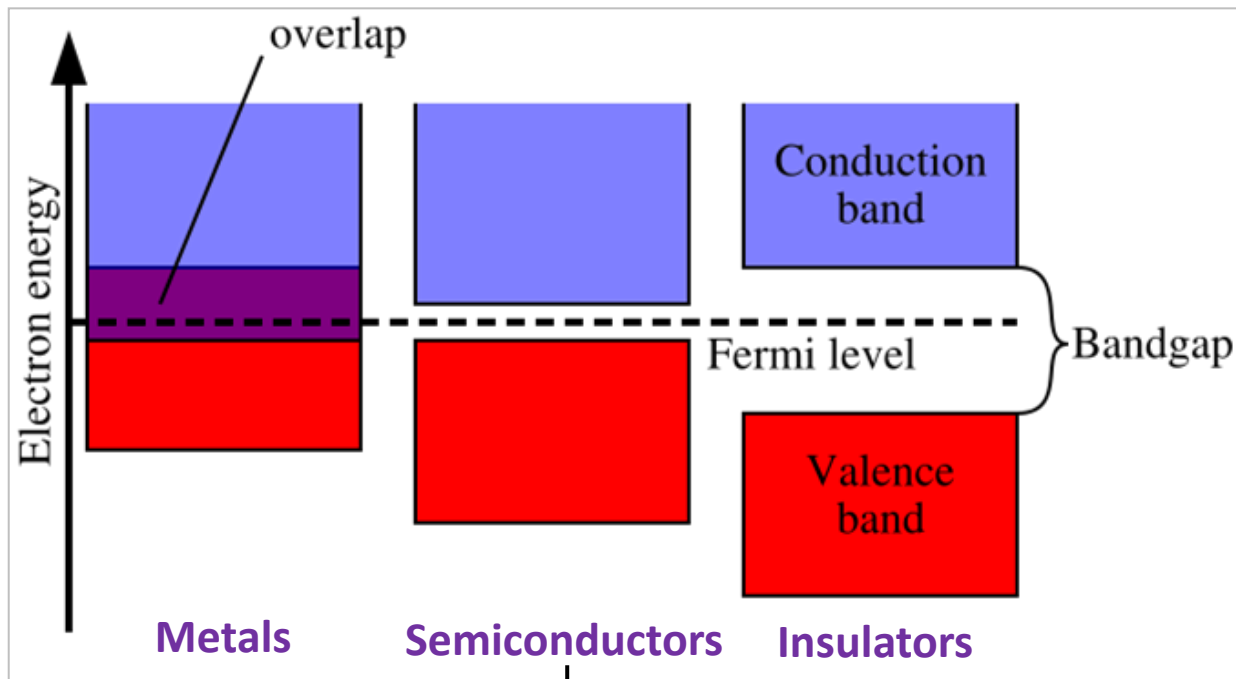 overlap
Electron energy
Conduction
band
Fermi level
Bandgap
Valence
band
Metals
Semiconductors
Insulators